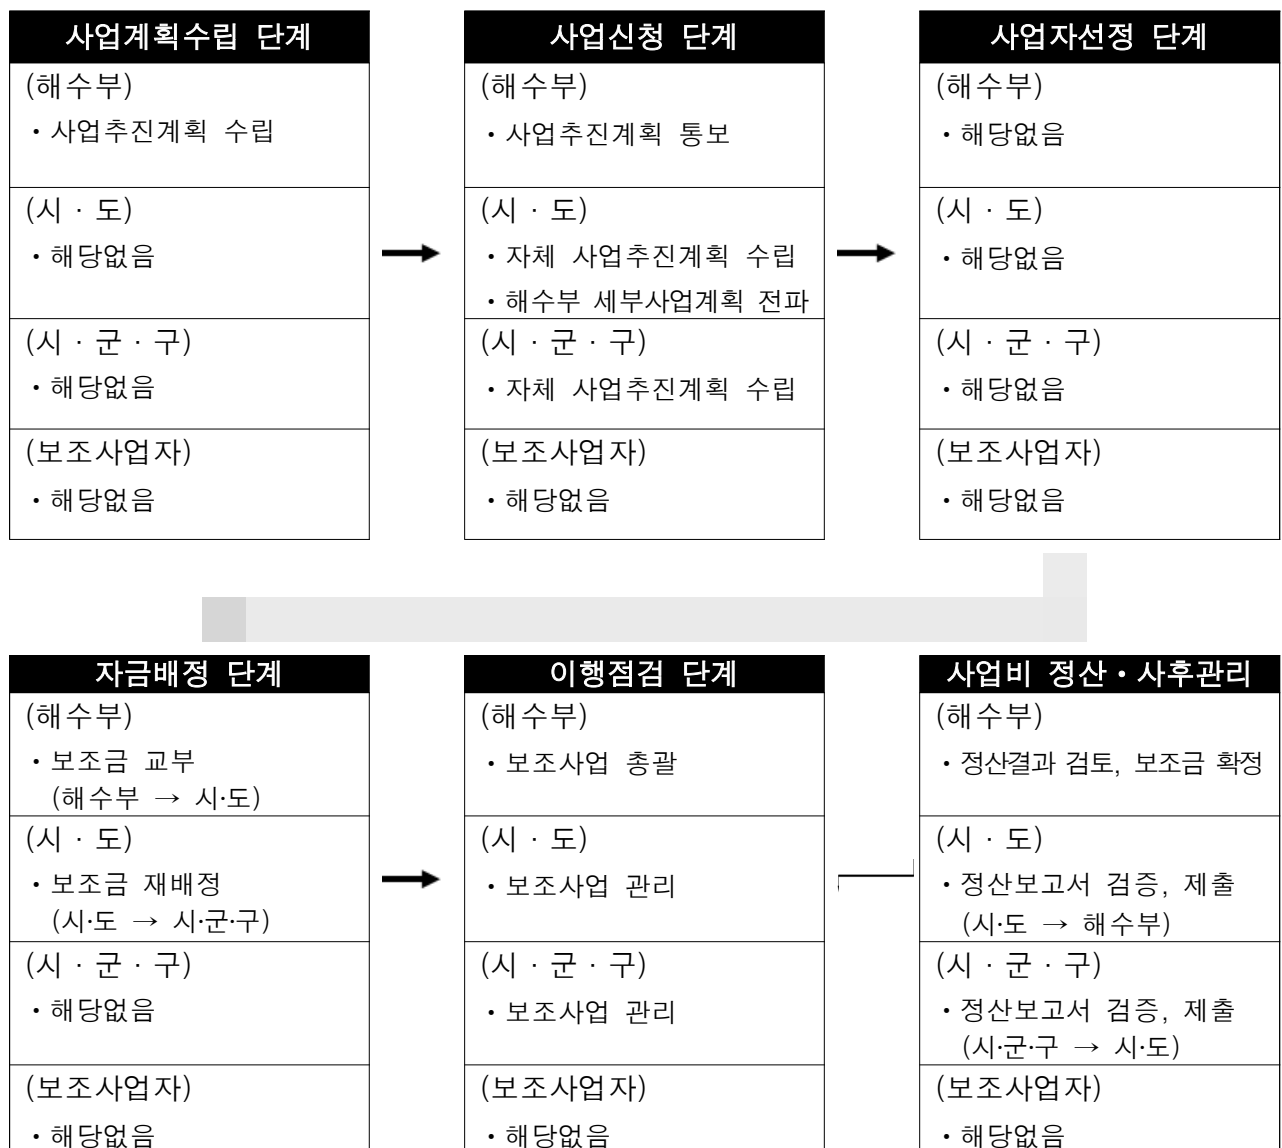 사업계획수립 단계
(해수부)
• 사업추진계획 수립
(시 · 도)
• 해당없음
(시 · 군 · 구)
• 해당없음
(보조사업자)
• 해당없음
사업신청 단계
(해수부)
• 사업추진계획 통보
(시 · 도)
• 자체 사업추진계획 수립
• 해수부 세부사업계획 전파
(시 · 군 · 구)
• 자체 사업추진계획 수립
(보조사업자)
• 해당없음
사업자선정 단계
(해수부)
• 해당없음
(시 · 도)
• 해당없음
(시 · 군 · 구)
• 해당없음
(보조사업자)
• 해당없음
자금배정 단계
(해수부)
• 보조금 교부
(해수부 → 시·도)
(시 · 도)
• 보조금 재배정
(시·도 → 시·군·구)
(시 · 군 · 구)
• 해당없음
(보조사업자)
• 해당없음
이행점검 단계
(해수부)
• 보조사업 총괄
(시 · 도)
• 보조사업 관리
(시 · 군 · 구)
• 보조사업 관리
(보조사업자)
• 해당없음
사업비 정산 • 사후관리
(해수부)
• 정산결과 검토, 보조금 확정
(시 · 도)
• 정산보고서 검증, 제출
(시·도 → 해수부)
(시 · 군 · 구)
• 정산보고서 검증, 제출
(시·군·구 → 시·도)
(보조사업자)
• 해당없음